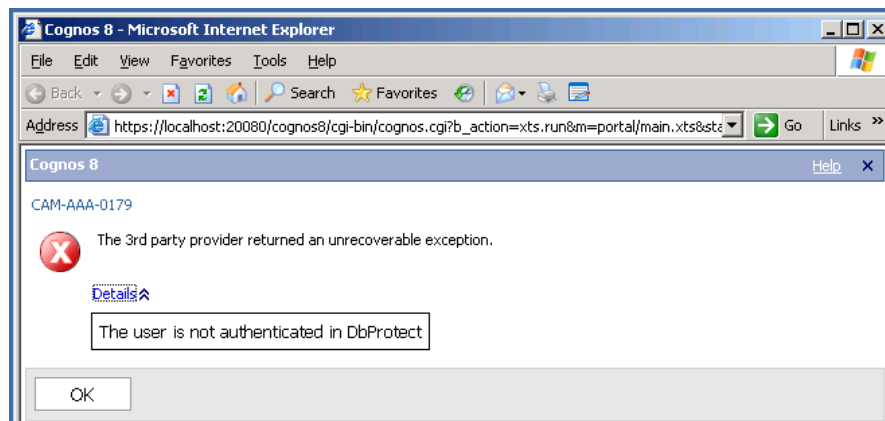 Cognos 8 - Microsoft Internet Explorer
File Edit View Favorites Tools Help
Back Search Favorites
Address https://localhost:20080/cognos8/cgi-bin/cognos.cgi?b_action=xts.run&m=portal/main.xts&sta Go Links »
Cognos 8 Help X
CAM-AAA-0179
The 3rd party provider returned an unrecoverable exception.
Details
The user is not authenticated in DbProtect
OK